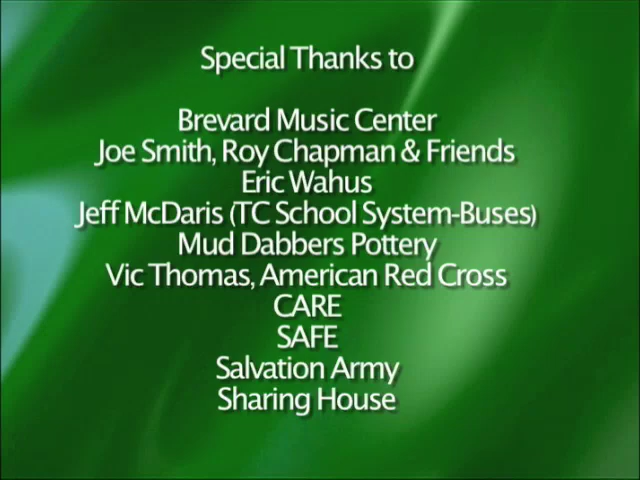 Special Thanks to
Brevard Music Center
Joe Smith, Roy Chapman & Friends
Eric Wahus
Jeff McDaris (TC School System-Buses)
Mud Dabbers Pottery
Vic Thomas, American Red Cross
CARE
SAFE
Salvation Army
Sharing House